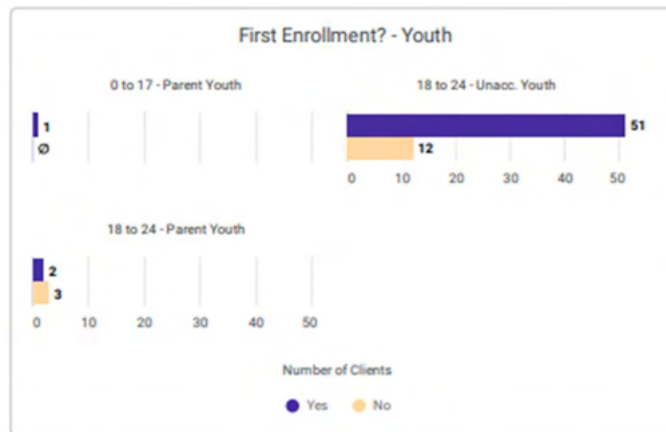 First Enrollment? - Youth
0 to 17 - Parent Youth
1
Ø
18 to 24 - Unacc. Youth
51
12
0 10 20 30 40 50
18 to 24 - Parent Youth
2
3
0 10 20 30 40 50
Number of Clients
Yes No